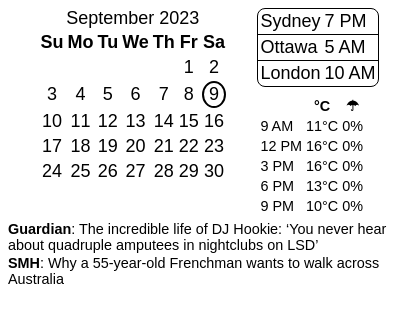 September 2023
Su Mo Tu We Th Fr Sa
1 2
3 4 5 6 7 8 9
10 11 12 13 14 15 16
17 18 19 20 21 22 23
24 25 26 27 28 29 30
Sydney 7 PM
Ottawa 5 AM
London 10 AM
°C ☂
9 AM 11°C 0%
12 PM 16°C 0%
3 PM 16°C 0%
6 PM 13°C 0%
9 PM 10°C 0%
Guardian: The incredible life of DJ Hookie: ‘You never hear
about quadruple amputees in nightclubs on LSD’
SMH: Why a 55-year-old Frenchman wants to walk across
Australia